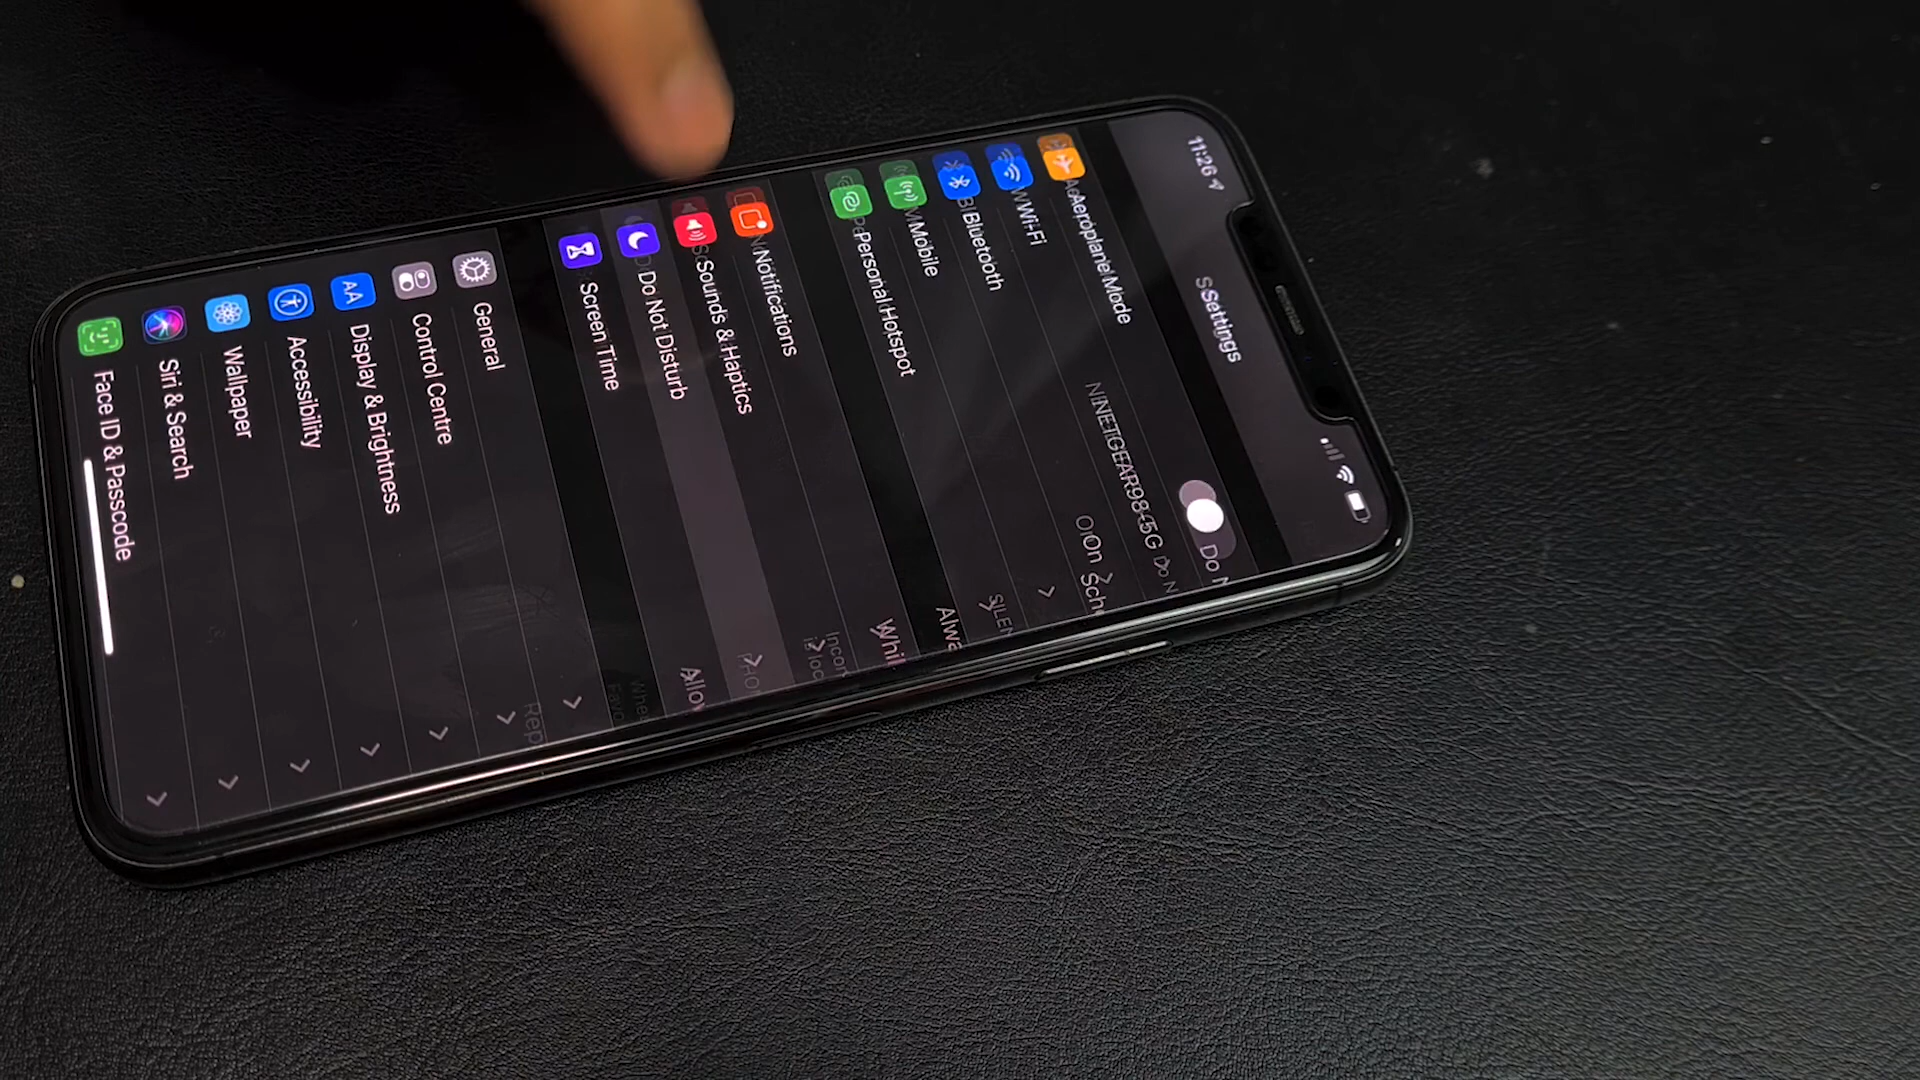 11:26
Settings
Aeroplane Mode
Wi-Fi
NETGEAR98-5G
Bluetooth
On
Mobile
Personal Hotspot
Notifications
Sounds & Haptics
Do Not Disturb
Screen Time
General
Control Centre
Display & Brightness
Accessibility
Wallpaper
Siri & Search
Face ID & Passcode